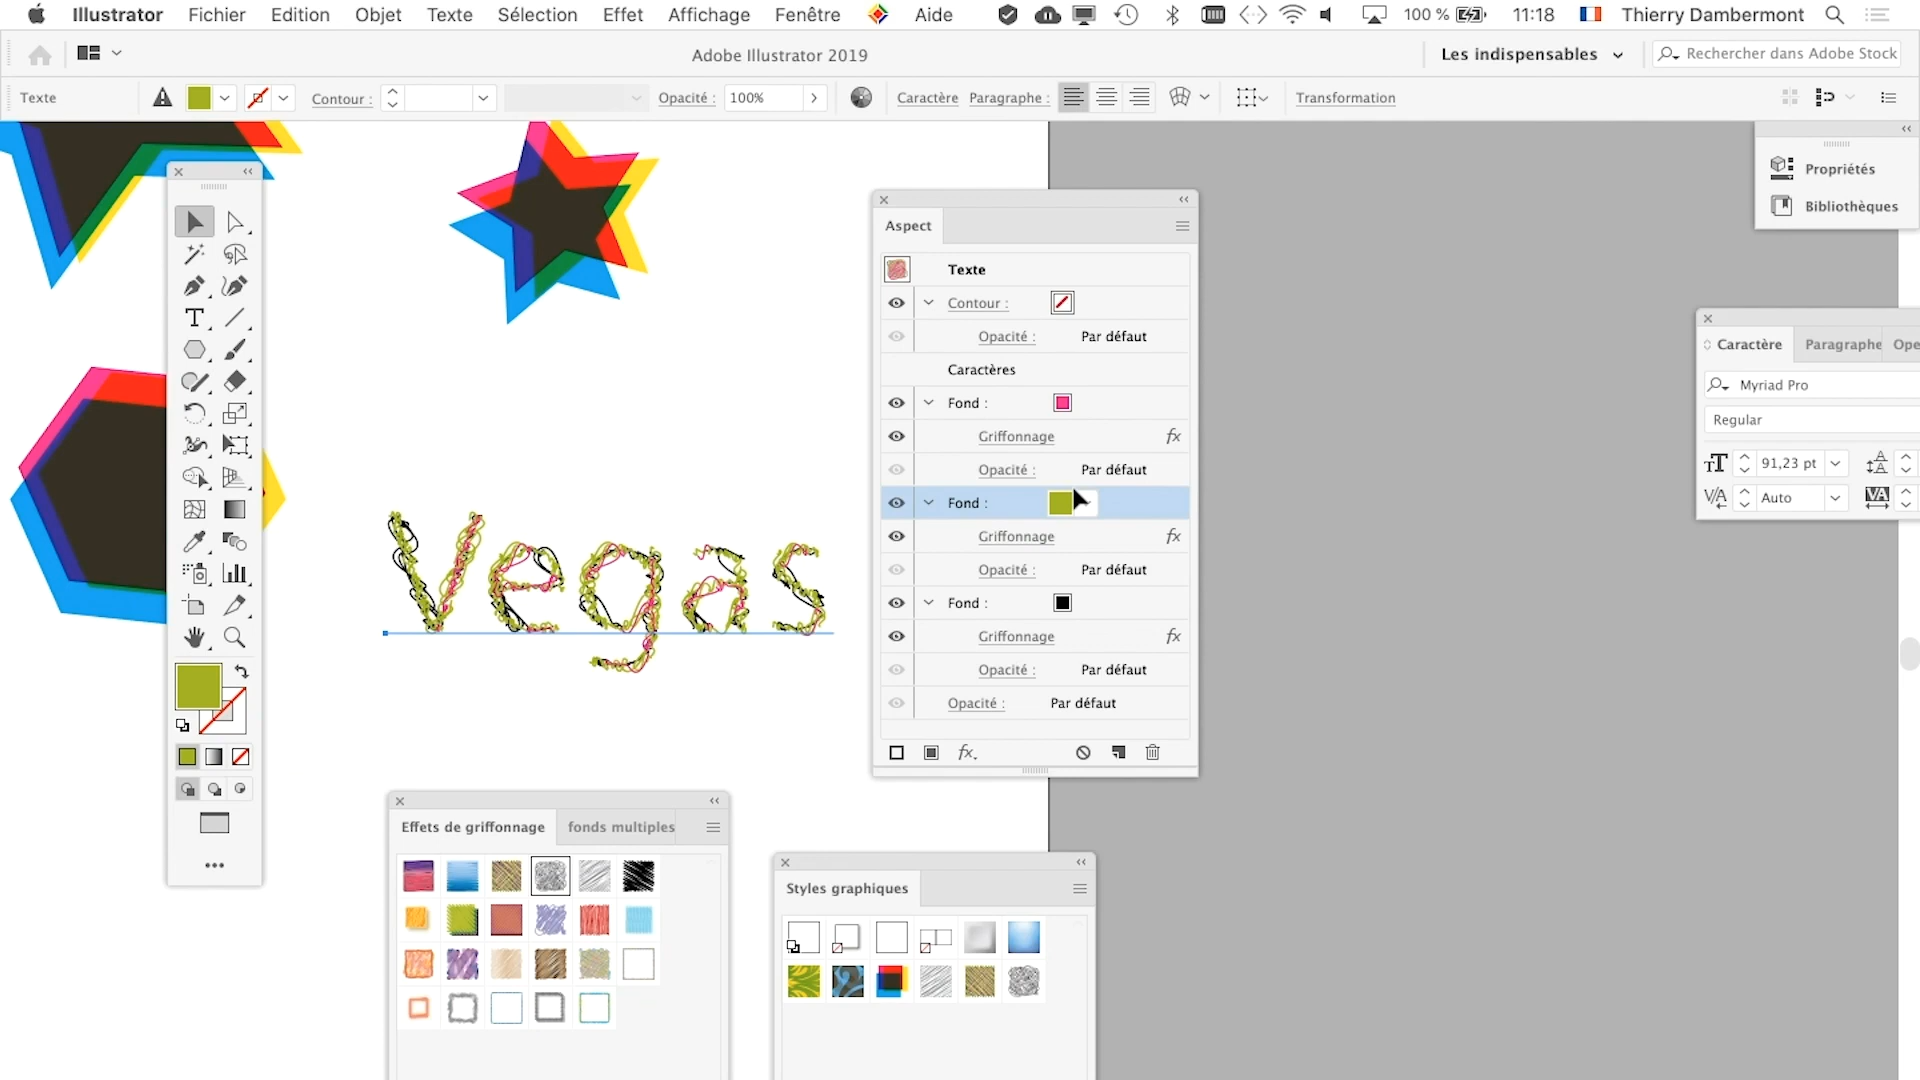 Illustrator Fichier Edition Objet Texte Sélection Effet Affichage Fenêtre Aide 100 % 11:18 Thierry Dambermont
Adobe Illustrator 2019 Les indispensables Rechercher dans Adobe Stock
Texte Contour : Opacité : 100% Caractère Paragraphe : Transformation
Propriétés
Bibliothèques
Aspect
Texte
Contour :
Opacité : Par défaut
Caractères
Fond :
Griffonnage fx
Opacité : Par défaut
Fond :
Griffonnage fx
Opacité : Par défaut
Fond :
Griffonnage fx
Opacité : Par défaut
Opacité : Par défaut
fx
Caractère Paragraphe Ope
Myriad Pro
Regular
91,23 pt
Auto
Vegas
Effets de griffonnage fonds multiples
Styles graphiques